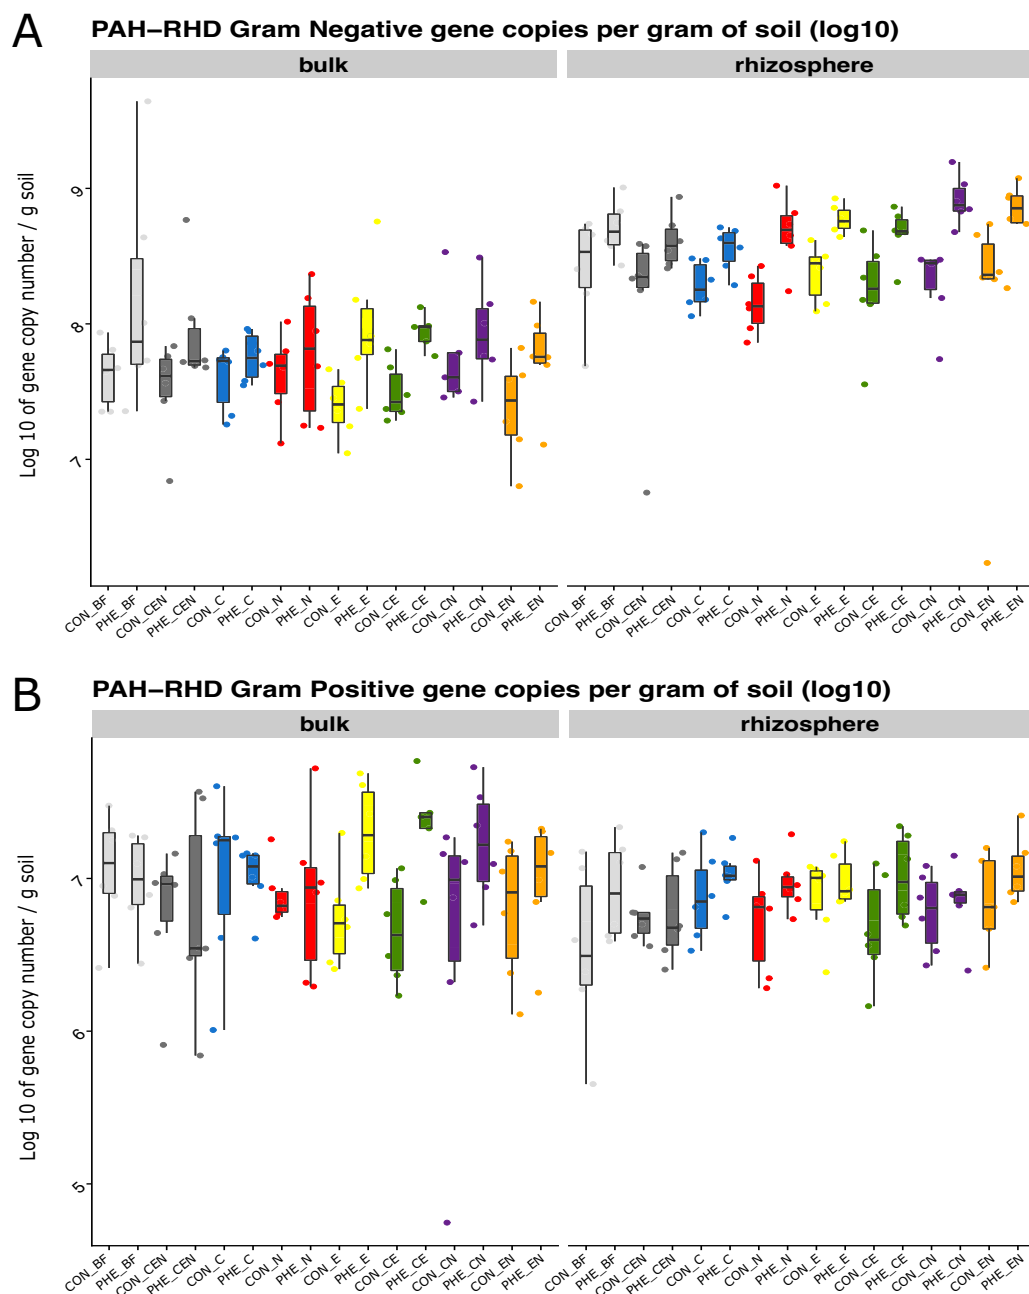 A
PAH−RHD Gram Negative gene copies per gram of soil (log10)
bulk
rhizosphere
Log 10 of gene copy number / g soil
9
8
7
CON_BF
PHE_BF
CON_CEN
PHE_CEN
CON_C
PHE_C
CON_N
PHE_N
CON_E
PHE_E
CON_CE
PHE_CE
CON_CN
PHE_CN
CON_EN
PHE_EN
CON_BF
PHE_BF
CON_CEN
PHE_CEN
CON_C
PHE_C
CON_N
PHE_N
CON_E
PHE_E
CON_CE
PHE_CE
CON_CN
PHE_CN
CON_EN
PHE_EN
B
PAH−RHD Gram Positive gene copies per gram of soil (log10)
bulk
rhizosphere
Log 10 of gene copy number / g soil
7
6
5
CON_BF
PHE_BF
CON_CEN
PHE_CEN
CON_C
PHE_C
CON_N
PHE_N
CON_E
PHE_E
CON_CE
PHE_CE
CON_CN
PHE_CN
CON_EN
PHE_EN
CON_BF
PHE_BF
CON_CEN
PHE_CEN
CON_C
PHE_C
CON_N
PHE_N
CON_E
PHE_E
CON_CE
PHE_CE
CON_CN
PHE_CN
CON_EN
PHE_EN